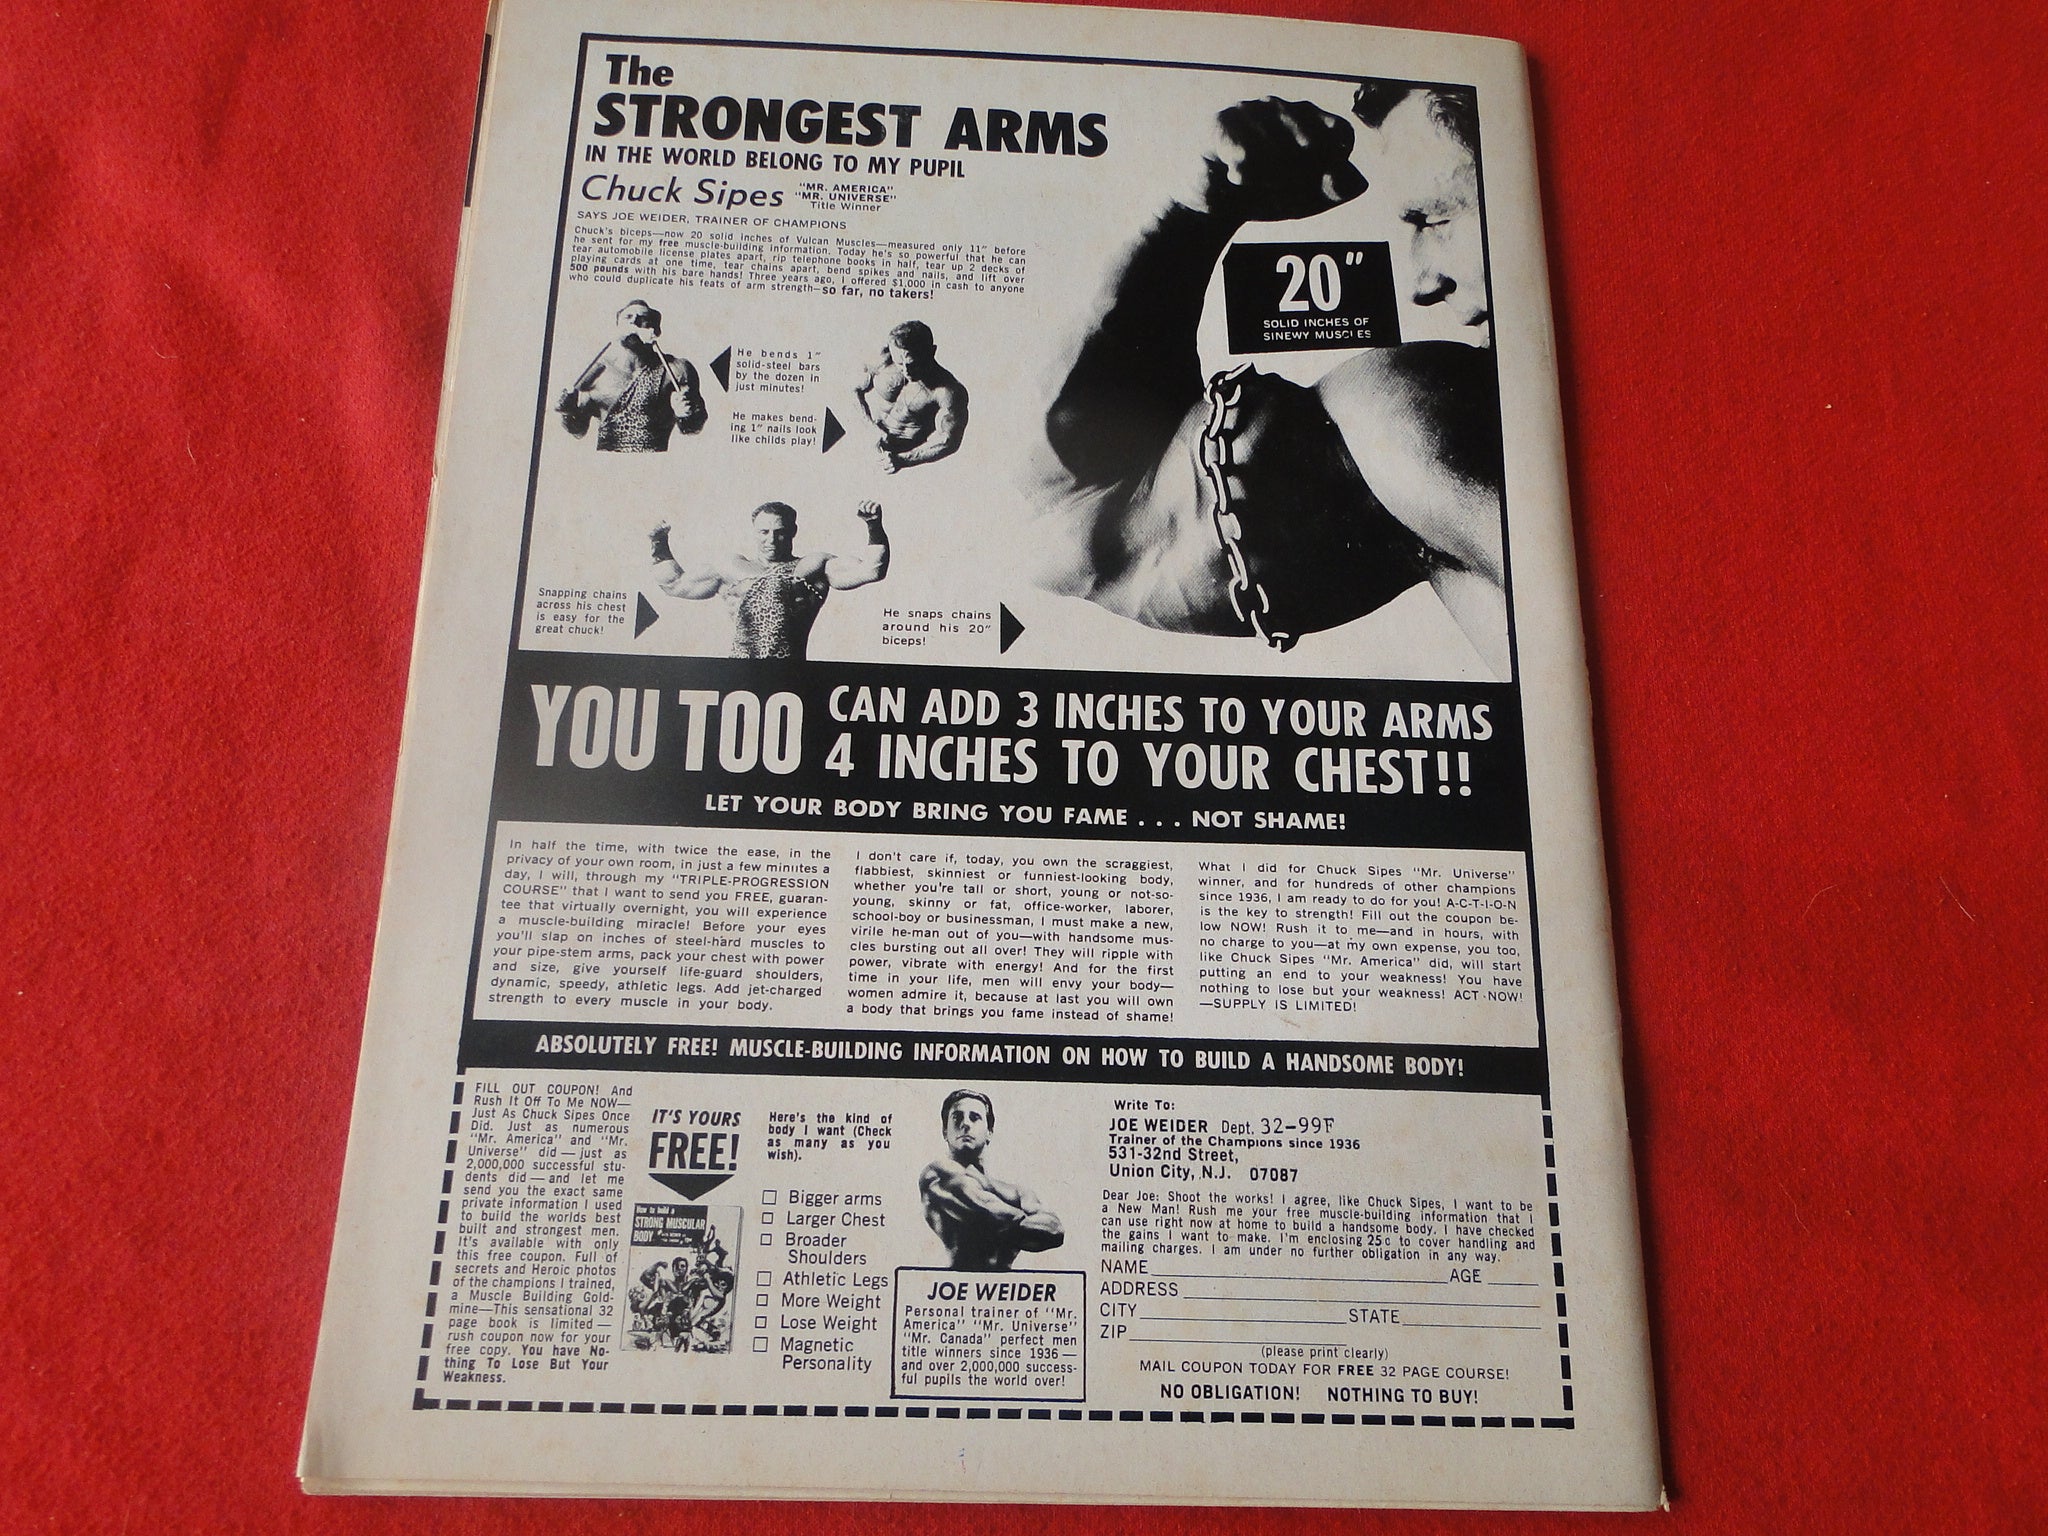 The
STRONGEST ARMS
IN THE WORLD BELONG TO MY PUPIL
Chuck Sipes
"MR. AMERICA"
"MR. UNIVERSE"
Title Winner
SAYS JOE WEIDER, TRAINER OF CHAMPIONS
Chuck's biceps—now 20 solid inches of Vulcan Muscles—measured only 11" before
he sent for my free muscle-building information. Today he's so powerful that he can
tear automobile license plates apart, rip telephone books in half, tear up 2 decks of
playing cards at one time, tear chains apart, bend spikes and nails, and lift over
500 pounds with his bare hands! Three years ago, I offered $1,000 in cash to anyone
who could duplicate his feats of arm strength—so far, no takers!
20"
SOLID INCHES OF
SINEWY MUSCLES
He bends 1"
solid-steel bars
by the dozen in
just minutes!
He makes bend-
ing 1" nails look
like childs play!
Snapping chains
across his chest
is easy for the
great chuck!
He snaps chains
around his 20"
biceps!
YOU TOO
CAN ADD 3 INCHES TO YOUR ARMS
4 INCHES TO YOUR CHEST!!
LET YOUR BODY BRING YOU FAME . . . NOT SHAME!
In half the time, with twice the ease, in the
privacy of your own room, in just a few minutes a
day, I will, through my "TRIPLE-PROGRESSION
COURSE" that I want to send you FREE, guaran-
tee that virtually overnight, you will experience
a muscle-building miracle! Before your eyes
you'll slap on inches of steel-hard muscles to
your pipe-stem arms, pack your chest with power
and size, give yourself life-guard shoulders,
dynamic, speedy, athletic legs. Add jet-charged
strength to every muscle in your body.
I don't care if, today, you own the scraggiest,
flabbiest, skinniest or funniest-looking body,
whether you're tall or short, young or not-so-
young, skinny or fat, office-worker, laborer,
school-boy or businessman, I must make a new,
virile he-man out of you—with handsome mus-
cles bursting out all over! They will ripple with
power, vibrate with energy! And for the first
time in your life, men will envy your body—
women admire it, because at last you will own
a body that brings you fame instead of shame!
What I did for Chuck Sipes "Mr. Universe"
winner, and for hundreds of other champions
since 1936, I am ready to do for you! A-C-T-I-O-N
is the key to strength! Fill out the coupon be-
low NOW! Rush it to me—and in hours, with
no charge to you—at my own expense, you too,
like Chuck Sipes "Mr. America" did, will start
putting an end to your weakness! You have
nothing to lose but your weakness! ACT NOW!
—SUPPLY IS LIMITED!
ABSOLUTELY FREE! MUSCLE-BUILDING INFORMATION ON HOW TO BUILD A HANDSOME BODY!
FILL OUT COUPON! And
Rush It Off To Me NOW—
Just As Chuck Sipes Once
Did. Just as numerous
"Mr. America" and "Mr.
Universe" did — just as
2,000,000 successful stu-
dents did — and let me
send you the exact same
private information I used
to build the worlds best
built and strongest men.
It's available with only
this free coupon. Full of
secrets and Heroic photos
of the champions I trained,
a Muscle Building Gold-
mine—This sensational 32
page book is limited —
rush coupon now for your
free copy. You have No-
thing To Lose But Your
Weakness.
IT'S YOURS
FREE!
How to build a
STRONG MUSCULAR
BODY
Here's the kind of
body I want (Check
as many as you
wish).
Bigger arms
Larger Chest
Broader
Shoulders
Athletic Legs
More Weight
Lose Weight
Magnetic
Personality
JOE WEIDER
Personal trainer of "Mr.
America" "Mr. Universe"
"Mr. Canada" perfect men
title winners since 1936 —
and over 2,000,000 success-
ful pupils the world over!
Write To:
JOE WEIDER Dept. 32-99F
Trainer of the Champions since 1936
531-32nd Street,
Union City, N.J. 07087
Dear Joe: Shoot the works! I agree, like Chuck Sipes, I want to be
a New Man! Rush me your free muscle-building information that I
can use right now at home to build a handsome body. I have checked
the gains I want to make. I'm enclosing 25c to cover handling and
mailing charges. I am under no further obligation in any way.
NAME AGE
ADDRESS
CITY STATE
ZIP
(please print clearly)
MAIL COUPON TODAY FOR FREE 32 PAGE COURSE!
NO OBLIGATION! NOTHING TO BUY!